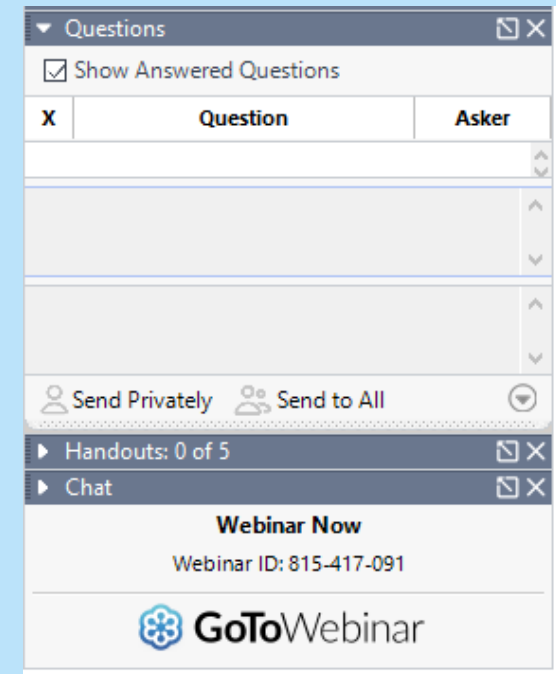 Questions
Show Answered Questions
X Question Asker
Send Privately Send to All
Handouts: 0 of 5
Chat
Webinar Now
Webinar ID: 815-417-091
GoToWebinar